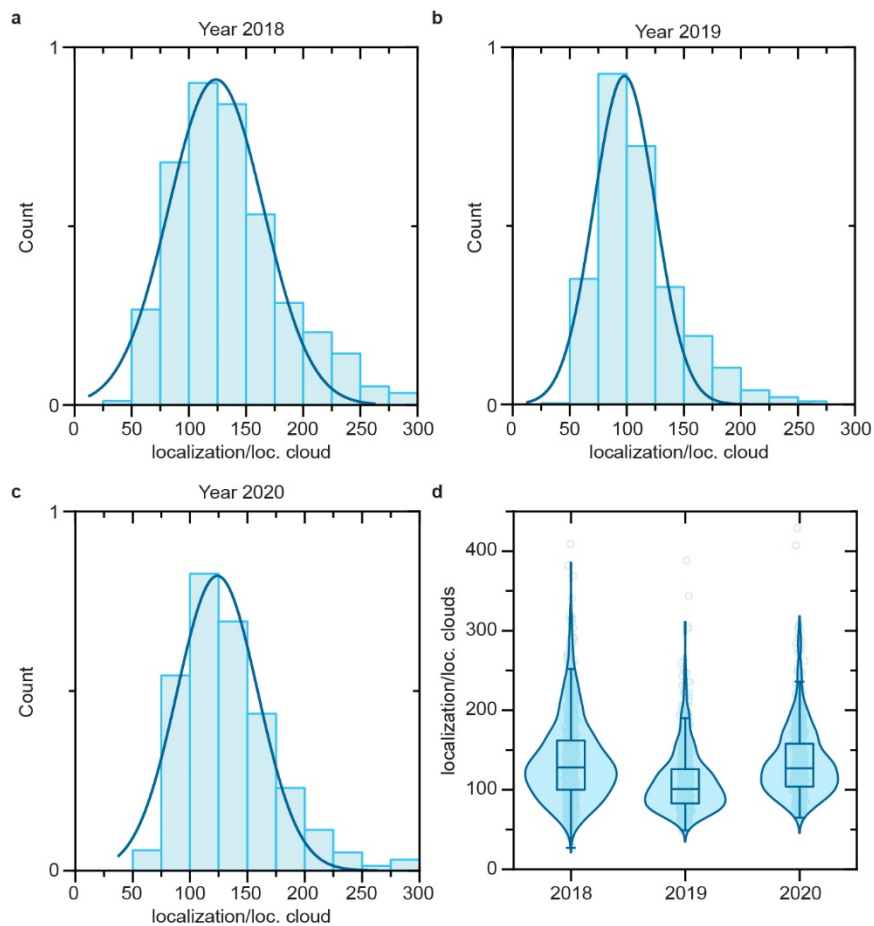 a
Year 2018
1
Count
0
0 50 100 150 200 250 300
localization/loc. cloud
b
Year 2019
1
Count
0
0 50 100 150 200 250 300
localization/loc. cloud
c
Year 2020
1
Count
0
0 50 100 150 200 250 300
localization/loc. cloud
d
400
300
200
100
0
localization/loc. clouds
2018 2019 2020